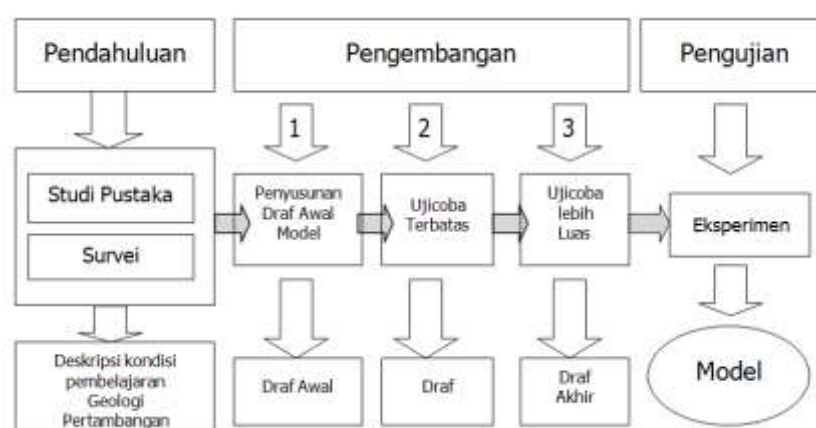 Pendahuluan
Pengembangan
Pengujian
1
2
3
Studi Pustaka
Survei
Penyusunan
Draf Awal
Model
Ujicoba
Terbatas
Ujicoba
lebih
Luas
Eksperimen
Deskripsi kondisi
pembelajaran
Geologi
Pertambangan
Draf Awal
Draf
Draf
Akhir
Model